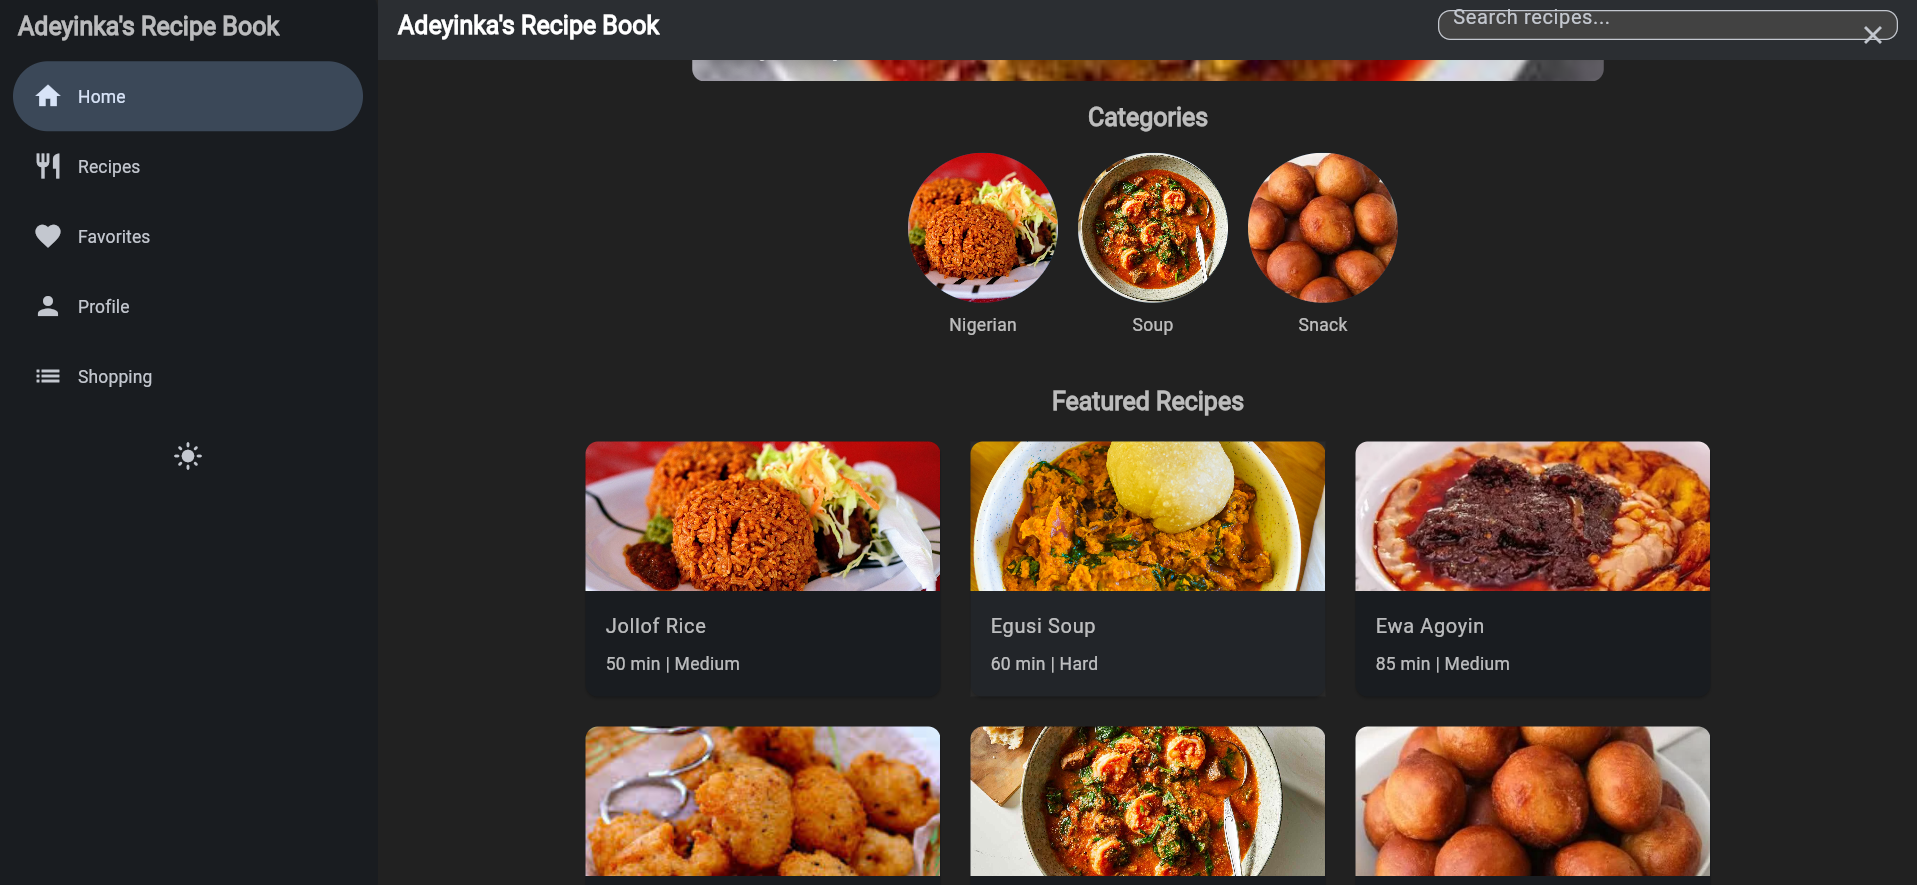 Adeyinka's Recipe Book
Home
Recipes
Favorites
Profile
Shopping
Adeyinka's Recipe Book
Search recipes...
Categories
Nigerian
Soup
Snack
Featured Recipes
Jollof Rice
50 min | Medium
Egusi Soup
60 min | Hard
Ewa Agoyin
85 min | Medium